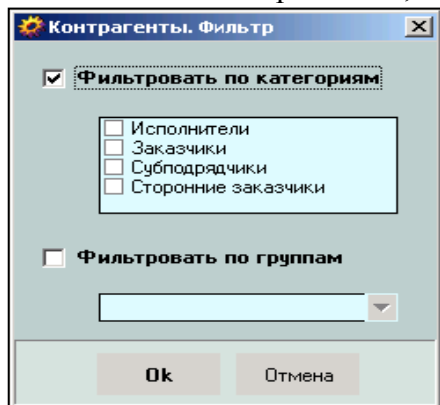 Контрагенты. Фильтр
Фильтровать по категориям
Исполнители
Заказчики
Субподрядчики
Сторонние заказчики
Фильтровать по группам
Ok
Отмена